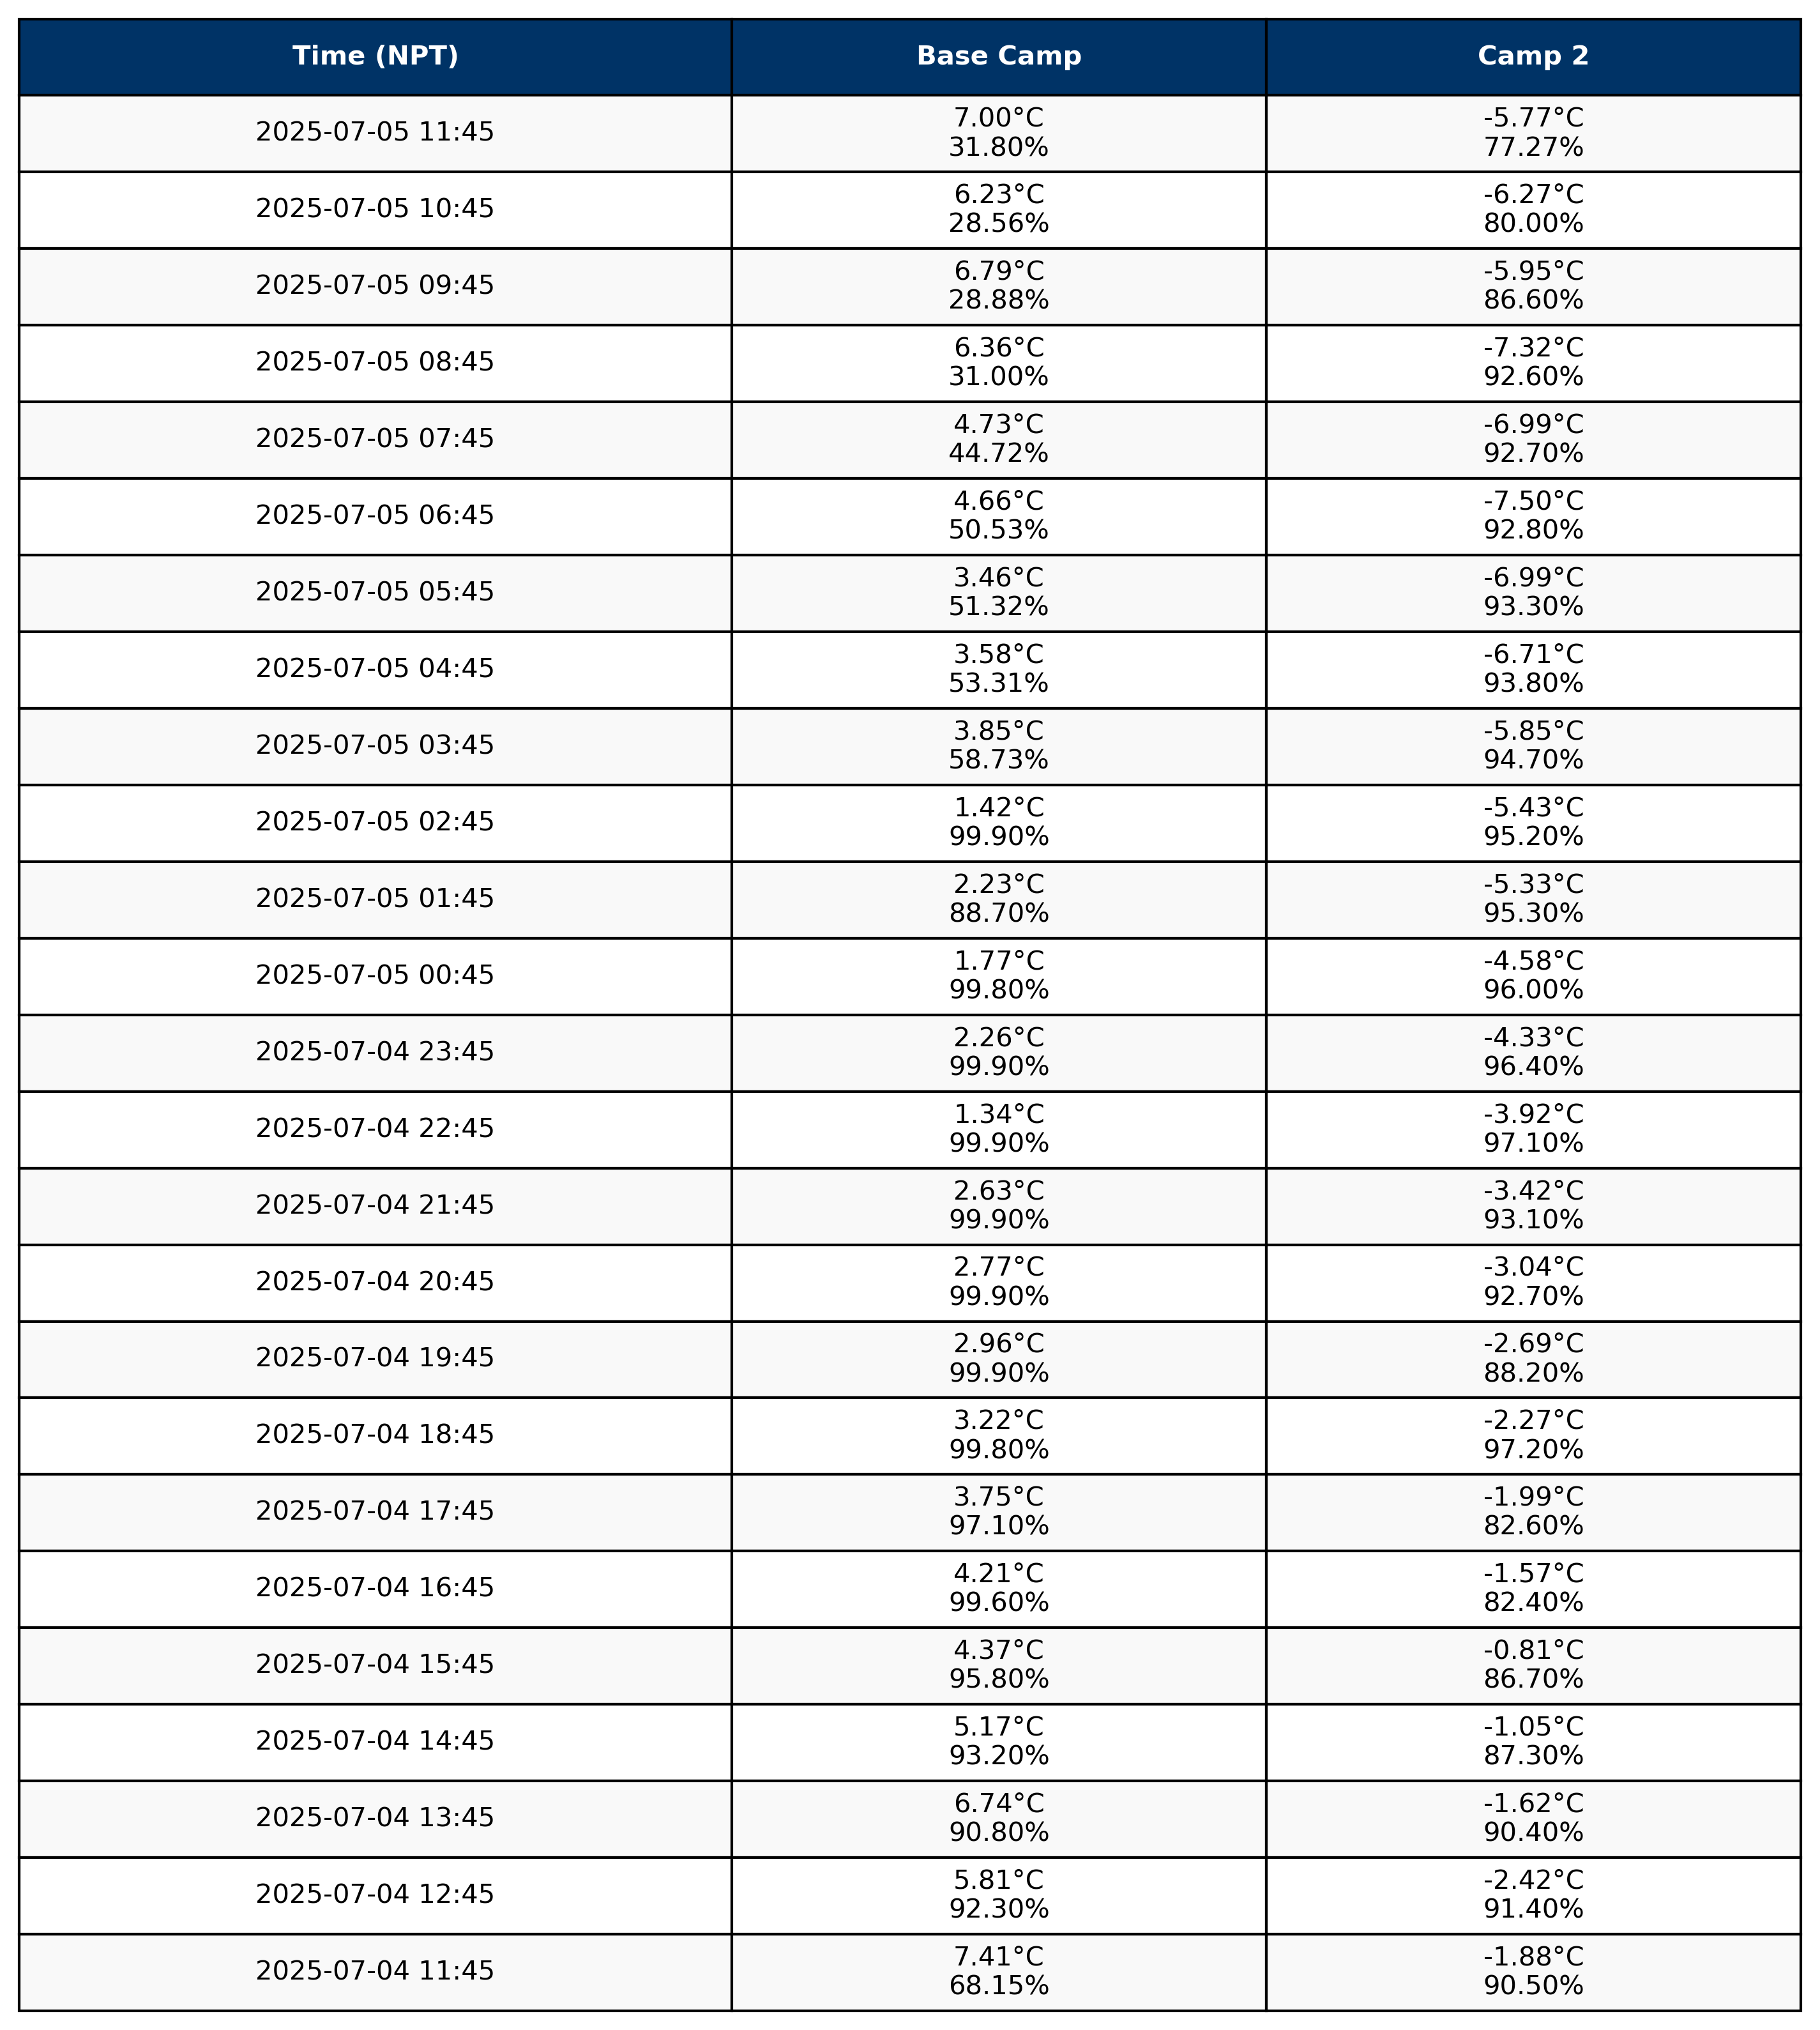 Time (NPT) Base Camp Camp 2
2025-07-05 11:45 7.00°C -5.77°C
31.80% 77.27%
2025-07-05 10:45 6.23°C -6.27°C
28.56% 80.00%
2025-07-05 09:45 6.79°C -5.95°C
28.88% 86.60%
2025-07-05 08:45 6.36°C -7.32°C
31.00% 92.60%
2025-07-05 07:45 4.73°C -6.99°C
44.72% 92.70%
2025-07-05 06:45 4.66°C -7.50°C
50.53% 92.80%
2025-07-05 05:45 3.46°C -6.99°C
51.32% 93.30%
2025-07-05 04:45 3.58°C -6.71°C
53.31% 93.80%
2025-07-05 03:45 3.85°C -5.85°C
58.73% 94.70%
2025-07-05 02:45 1.42°C -5.43°C
99.90% 95.20%
2025-07-05 01:45 2.23°C -5.33°C
88.70% 95.30%
2025-07-05 00:45 1.77°C -4.58°C
99.80% 96.00%
2025-07-04 23:45 2.26°C -4.33°C
99.90% 96.40%
2025-07-04 22:45 1.34°C -3.92°C
99.90% 97.10%
2025-07-04 21:45 2.63°C -3.42°C
99.90% 93.10%
2025-07-04 20:45 2.77°C -3.04°C
99.90% 92.70%
2025-07-04 19:45 2.96°C -2.69°C
99.90% 88.20%
2025-07-04 18:45 3.22°C -2.27°C
99.80% 97.20%
2025-07-04 17:45 3.75°C -1.99°C
97.10% 82.60%
2025-07-04 16:45 4.21°C -1.57°C
99.60% 82.40%
2025-07-04 15:45 4.37°C -0.81°C
95.80% 86.70%
2025-07-04 14:45 5.17°C -1.05°C
93.20% 87.30%
2025-07-04 13:45 6.74°C -1.62°C
90.80% 90.40%
2025-07-04 12:45 5.81°C -2.42°C
92.30% 91.40%
2025-07-04 11:45 7.41°C -1.88°C
68.15% 90.50%